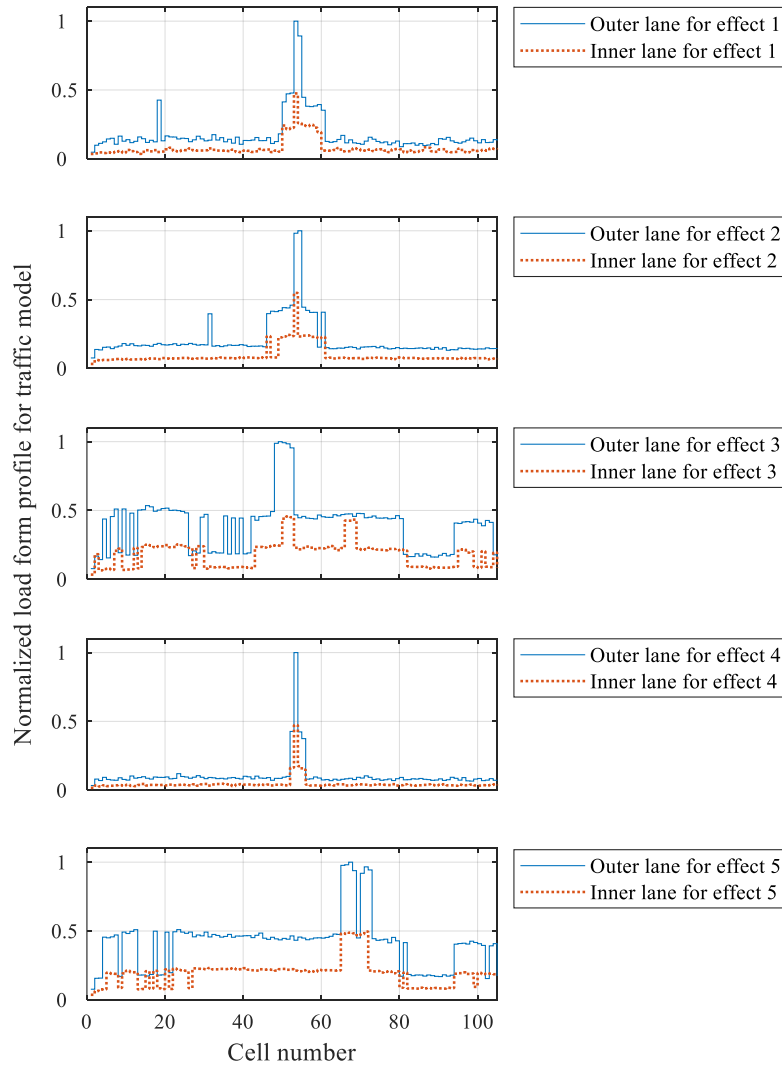 Normalized load form profile for traffic model
1
0.5
0
Outer lane for effect 1
Inner lane for effect 1
1
0.5
0
Outer lane for effect 2
Inner lane for effect 2
1
0.5
0
Outer lane for effect 3
Inner lane for effect 3
1
0.5
0
Outer lane for effect 4
Inner lane for effect 4
1
0.5
0
Outer lane for effect 5
Inner lane for effect 5
0 20 40 60 80 100
Cell number